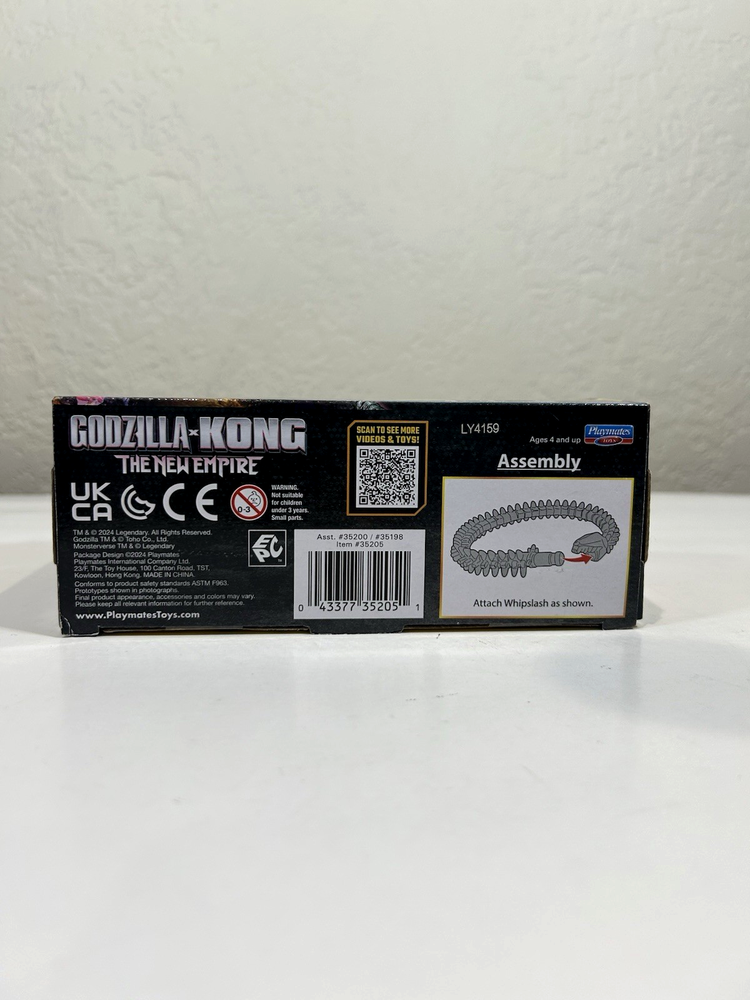 GODZILLA x KONG
THE NEW EMPIRE
UK
CA
CE
0-3
WARNING.
Not suitable
for children
under 3 years.
Small parts.
TM & © 2024 Legendary. All Rights Reserved.
Godzilla TM & © Toho Co., Ltd.
Monsterverse TM & © Legendary
Package Design ©2024 Playmates
Playmates International Company Ltd.
23/F, The Toy House, 100 Canton Road, TST,
Kowloon, Hong Kong. MADE IN CHINA.
Conforms to product safety standards ASTM F963.
Prototypes shown in photographs.
Final product appearance, accessories and colors may vary.
Please keep all relevant information for further reference.
www.PlaymatesToys.com
SCAN TO SEE MORE
VIDEOS & TOYS!
Asst. #35200 / #35198
Item #35205
0 43377 35205 1
LY4159
Ages 4 and up
Playmates
TOYS
Assembly
Attach Whipslash as shown.